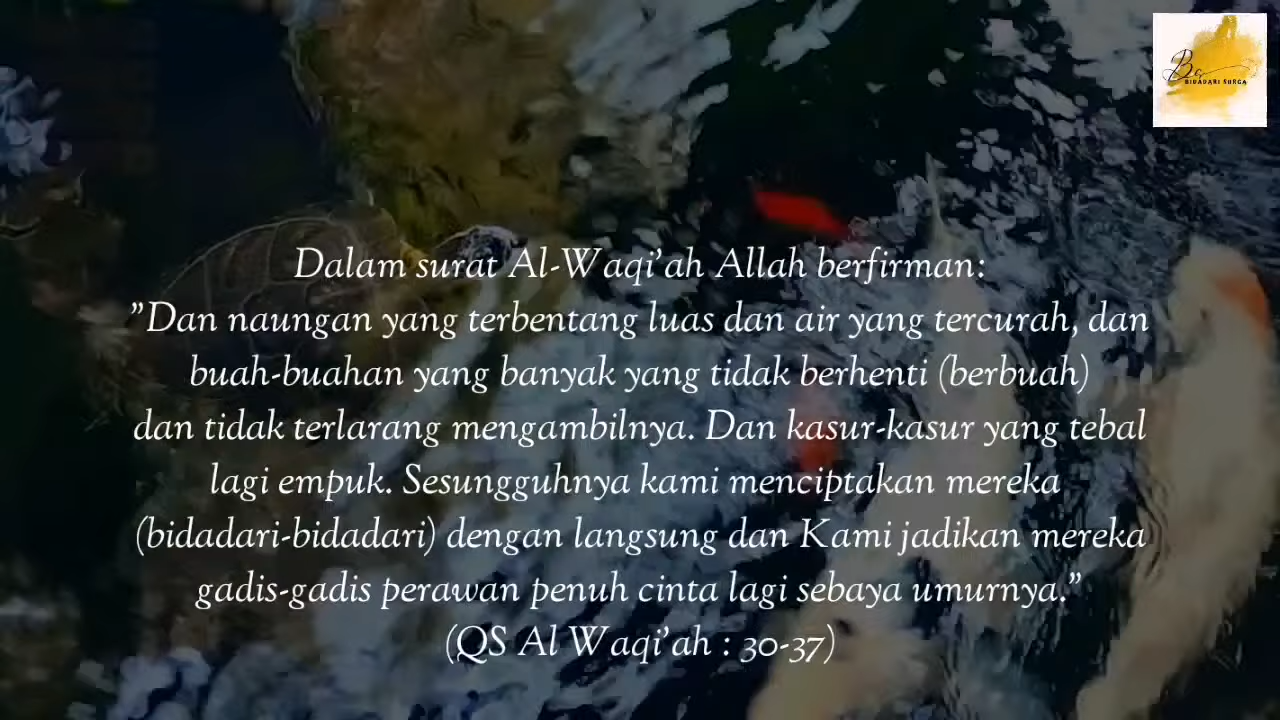 Bs
BIDADARI SURGA
Dalam surat Al-Waqi'ah Allah berfirman:
"Dan naungan yang terbentang luas dan air yang tercurah, dan
buah-buahan yang banyak yang tidak berhenti (berbuah)
dan tidak terlarang mengambilnya. Dan kasur-kasur yang tebal
lagi empuk. Sesungguhnya kami menciptakan mereka
(bidadari-bidadari) dengan langsung dan Kami jadikan mereka
gadis-gadis perawan penuh cinta lagi sebaya umurnya."
(QS Al Waqi'ah : 30-37)